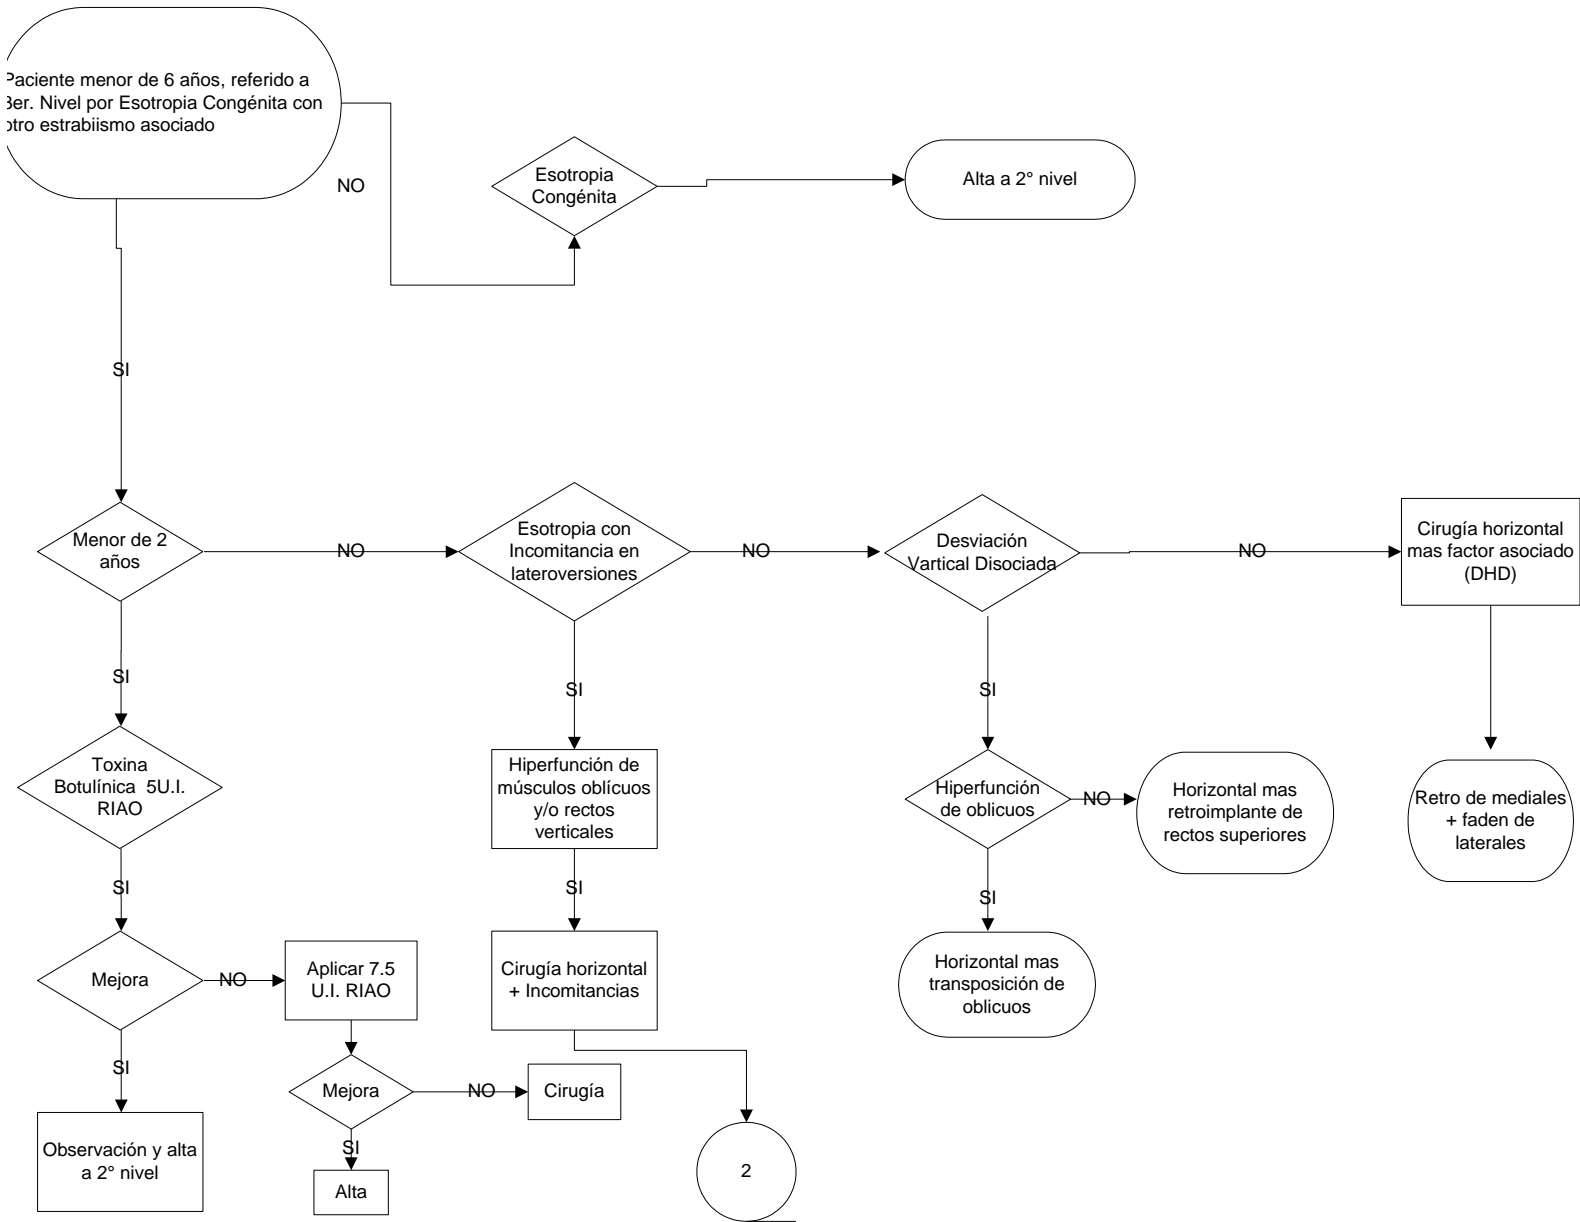 Paciente menor de 6 años, referido a
3er. Nivel por Esotropia Congénita con
otro estrabiismo asociado
NO
Esotropia
Congénita
Alta a 2° nivel
SI
Menor de 2
años
NO
Esotropia con
Incomitancia en
lateroversiones
NO
Desviación
Vartical Disociada
NO
Cirugía horizontal
mas factor asociado
(DHD)
SI
SI
SI
Toxina
Botulínica 5U.I.
RIAO
Hiperfunción de
músculos oblícuos
y/o rectos
verticales
Hiperfunción
de oblicuos
NO
Horizontal mas
retroimplante de
rectos superiores
Retro de mediales
+ faden de
laterales
SI
SI
SI
Mejora
NO
Aplicar 7.5
U.I. RIAO
Cirugía horizontal
+ Incomitancias
Horizontal mas
transposición de
oblicuos
SI
Mejora
NO
Cirugía
SI
Observación y alta
a 2° nivel
Alta
2